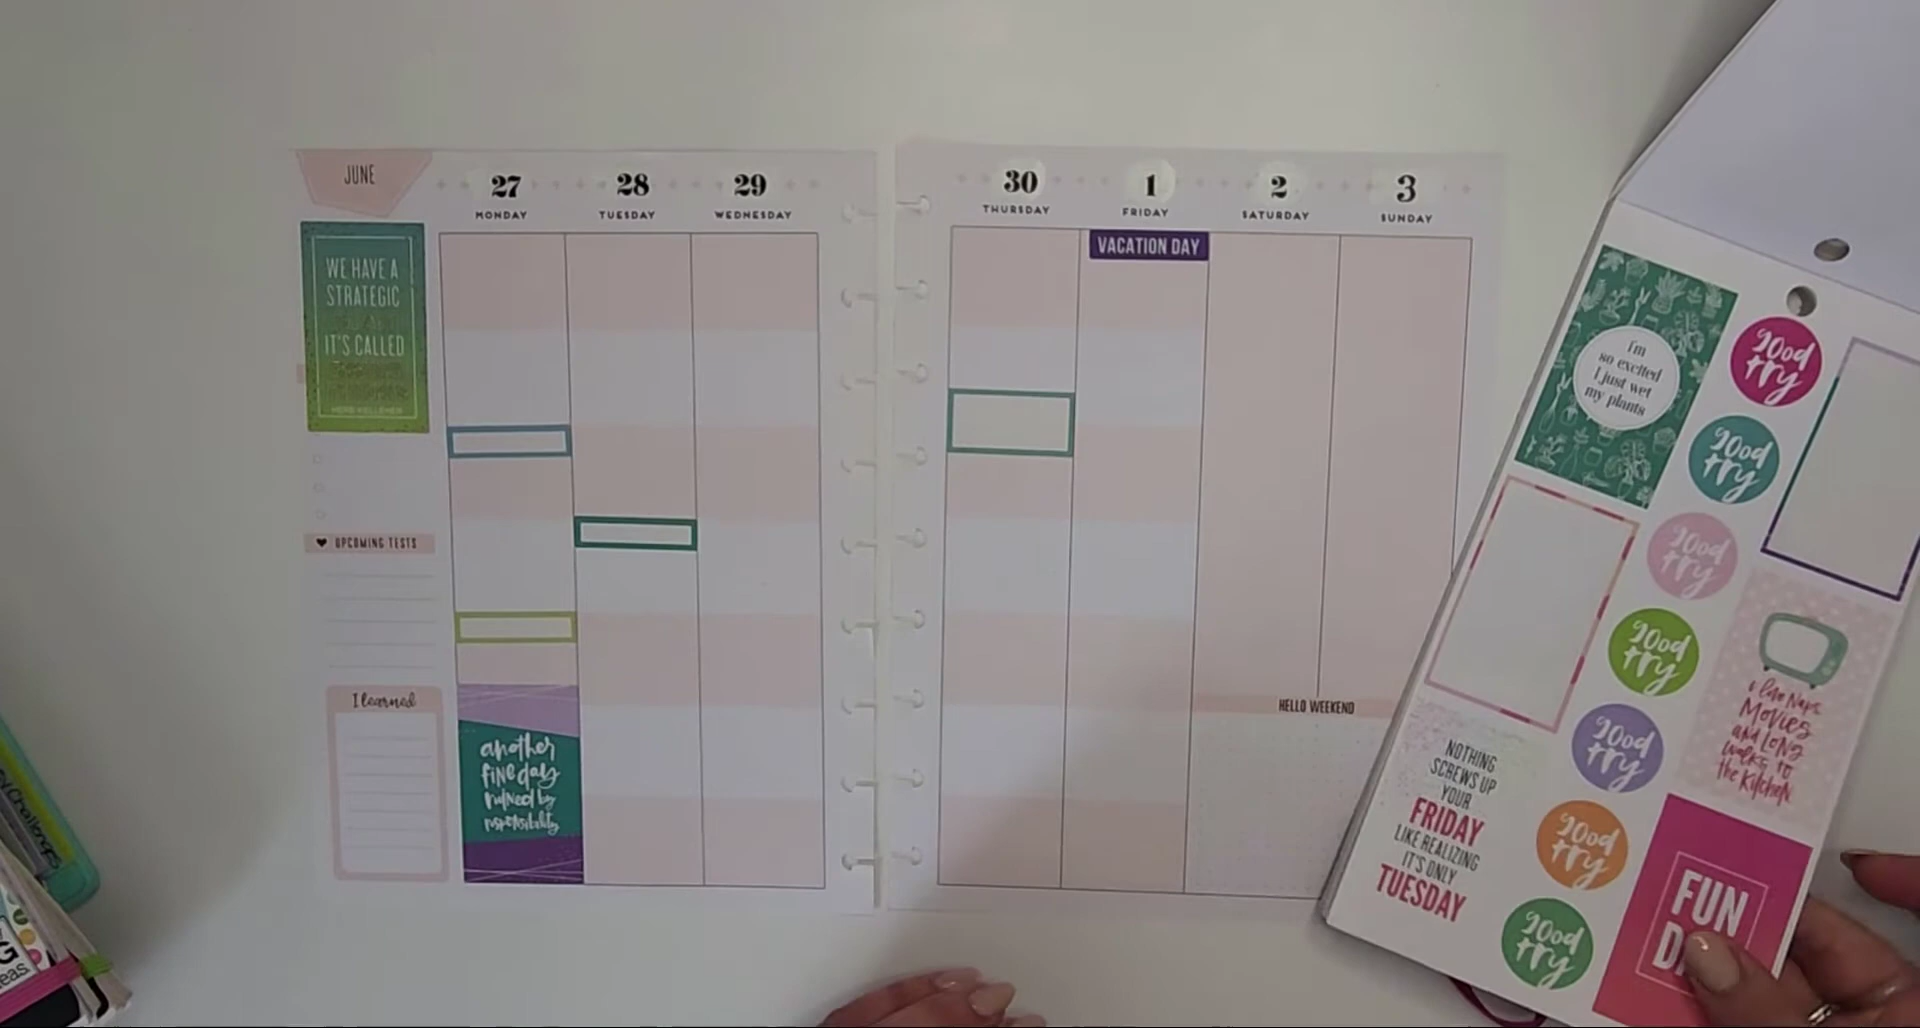 JUNE
27
MONDAY
28
TUESDAY
29
WEDNESDAY
30
THURSDAY
1
FRIDAY
2
SATURDAY
3
SUNDAY
WE HAVE A
STRATEGIC
IT'S CALLED
HERB KELLEHER
UPCOMING TESTS
I learned
another
fine day
ruined by
responsibility
VACATION DAY
HELLO WEEKEND
I'm
so excited
I just wet
my plants
good
try
good
try
good
try
good
try
good
try
good
try
good
try
I like Naps,
MOVIES
and LONG
walks to
the Kitchen
NOTHING
SCREWS UP
YOUR
FRIDAY
LIKE REALIZING
IT'S ONLY
TUESDAY
FUN